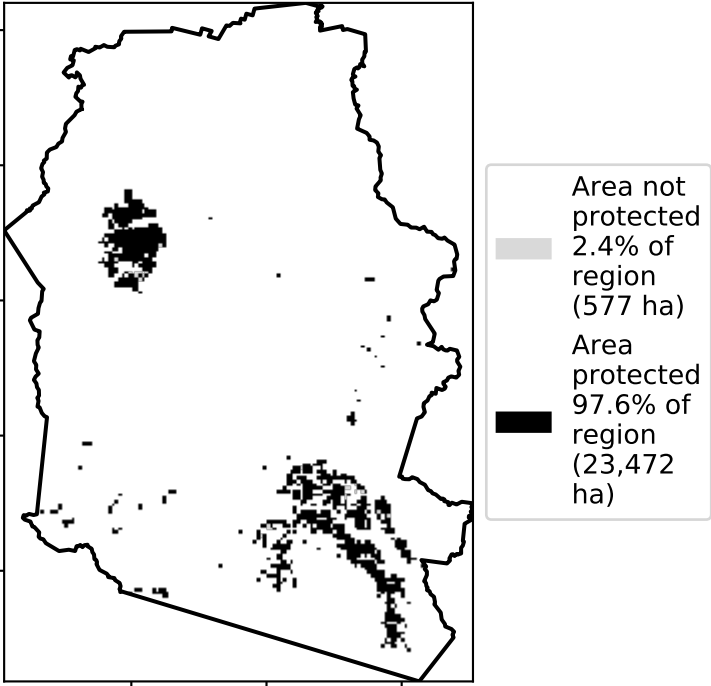 Area not
protected
2.4% of
region
(577 ha)
Area
protected
97.6% of
region
(23,472
ha)